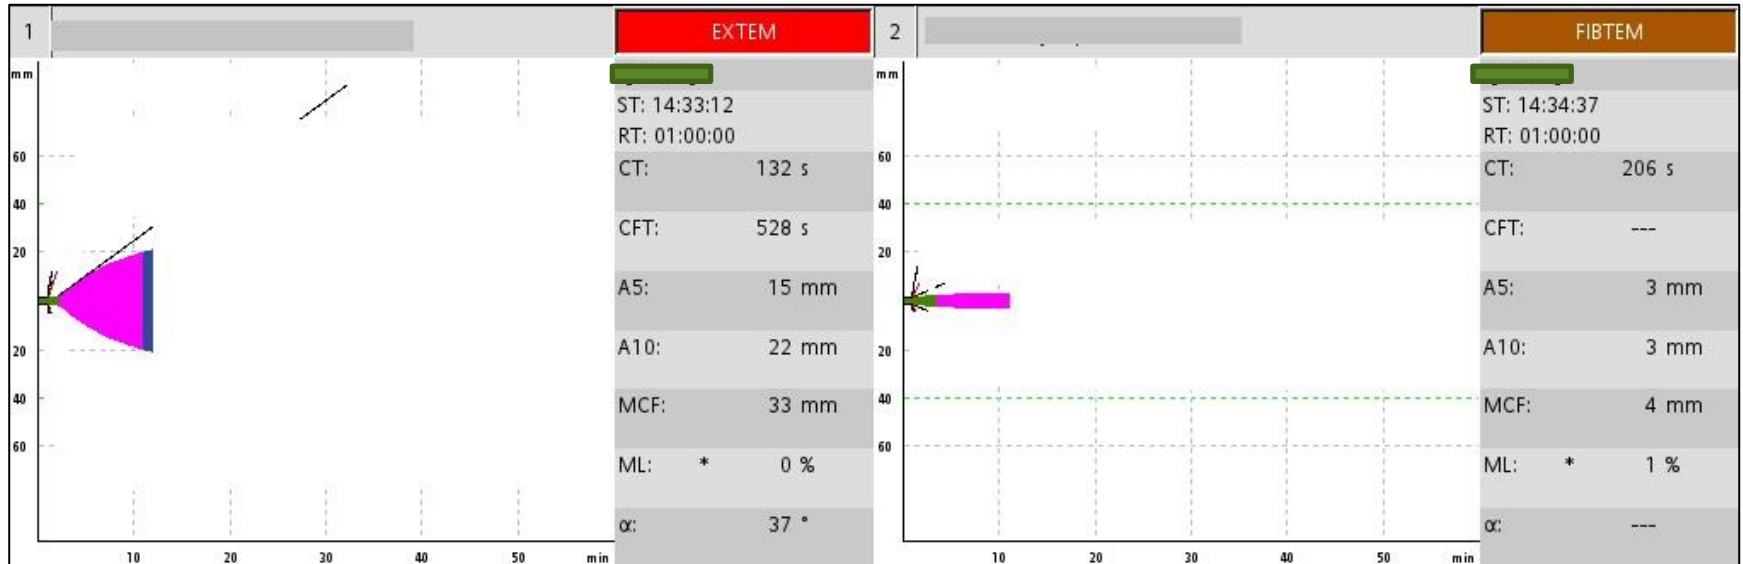 1
EXTEM
mm
60
40
20
20
40
60
10 20 30 40 50 min
ST: 14:33:12
RT: 01:00:00
CT: 132 s
CFT: 528 s
A5: 15 mm
A10: 22 mm
MCF: 33 mm
ML: * 0 %
α: 37 °
2
FIBTEM
mm
60
40
20
20
40
60
10 20 30 40 50 min
ST: 14:34:37
RT: 01:00:00
CT: 206 s
CFT: ---
A5: 3 mm
A10: 3 mm
MCF: 4 mm
ML: * 1 %
α: ---